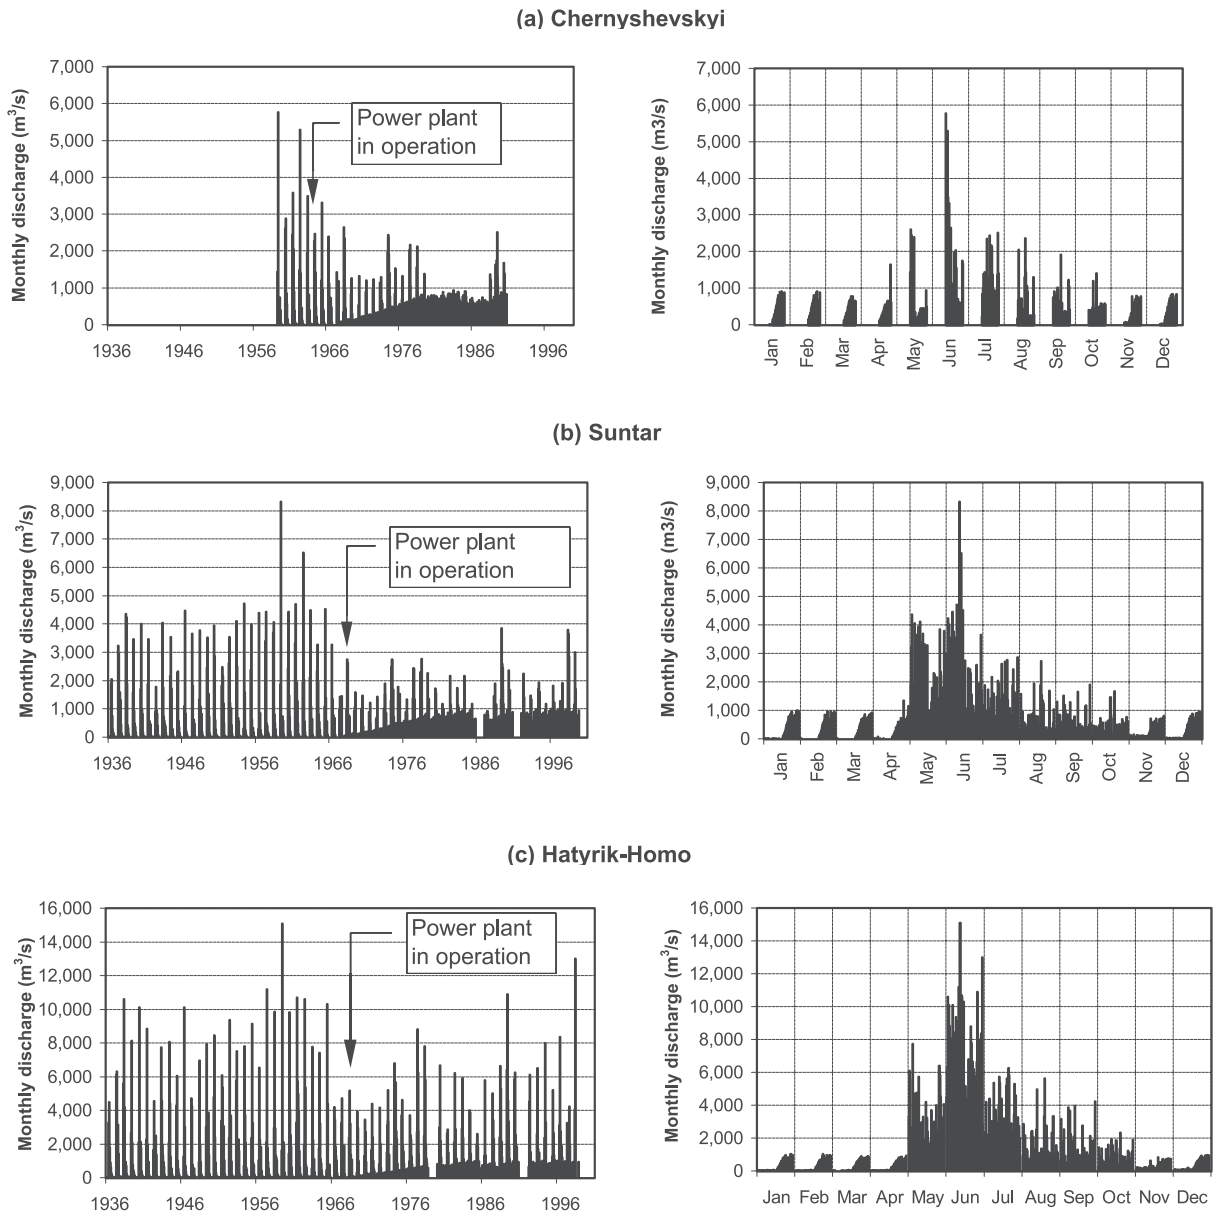 (a) Chernyshevskyi
Monthly discharge (m³/s)
7,000
6,000
5,000
4,000
3,000
2,000
1,000
0
1936 1946 1956 1966 1976 1986 1996
Power plant
in operation
Monthly discharge (m3/s)
7,000
6,000
5,000
4,000
3,000
2,000
1,000
0
Jan Feb Mar Apr May Jun Jul Aug Sep Oct Nov Dec
(b) Suntar
Monthly discharge (m³/s)
9,000
8,000
7,000
6,000
5,000
4,000
3,000
2,000
1,000
0
1936 1946 1956 1966 1976 1986 1996
Power plant
in operation
Monthly discharge (m3/s)
9,000
8,000
7,000
6,000
5,000
4,000
3,000
2,000
1,000
0
Jan Feb Mar Apr May Jun Jul Aug Sep Oct Nov Dec
(c) Hatyrik-Homo
Monthly discharge (m³/s)
16,000
14,000
12,000
10,000
8,000
6,000
4,000
2,000
0
1936 1946 1956 1966 1976 1986 1996
Power plant
in operation
Monthly discharge (m³/s)
16,000
14,000
12,000
10,000
8,000
6,000
4,000
2,000
0
Jan Feb Mar Apr May Jun Jul Aug Sep Oct Nov Dec